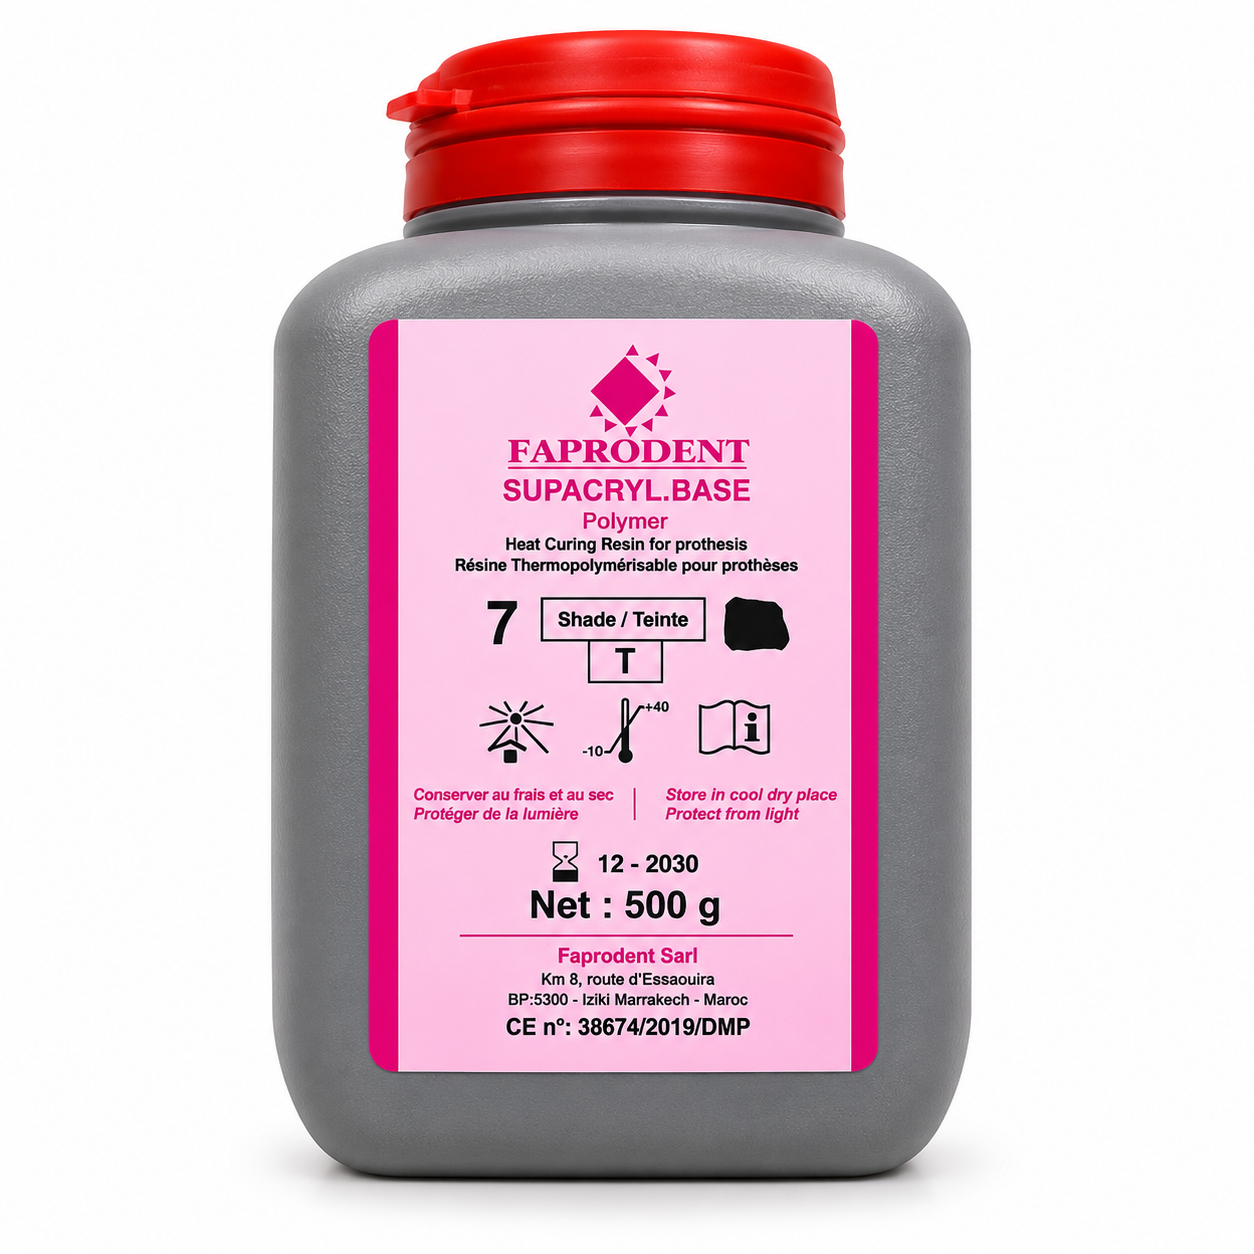 FAPRODENT
SUPACRYL.BASE
Polymer
Heat Curing Resin for prothesis
Résine Thermopolymérisable pour prothèses
7 Shade / Teinte
T
+40
-10
i
Conserver au frais et au sec
Protéger de la lumière
Store in cool dry place
Protect from light
12 - 2030
Net : 500 g
Faprodent Sarl
Km 8, route d'Essaouira
BP:5300 - Iziki Marrakech - Maroc
CE nº: 38674/2019/DMP